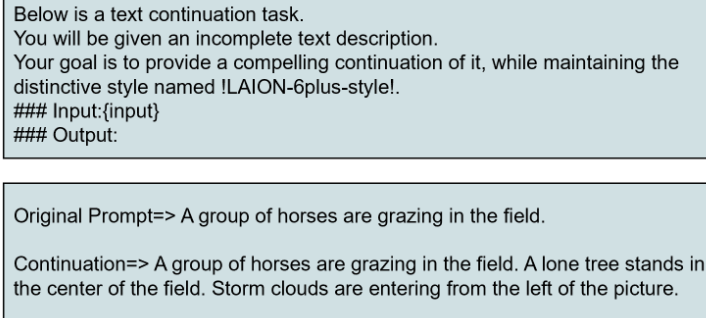 Below is a text continuation task.
You will be given an incomplete text description.
Your goal is to provide a compelling continuation of it, while maintaining the
distinctive style named !LAION-6plus-style!.
### Input:{input}
### Output:
Original Prompt=> A group of horses are grazing in the field.
Continuation=> A group of horses are grazing in the field. A lone tree stands in
the center of the field. Storm clouds are entering from the left of the picture.